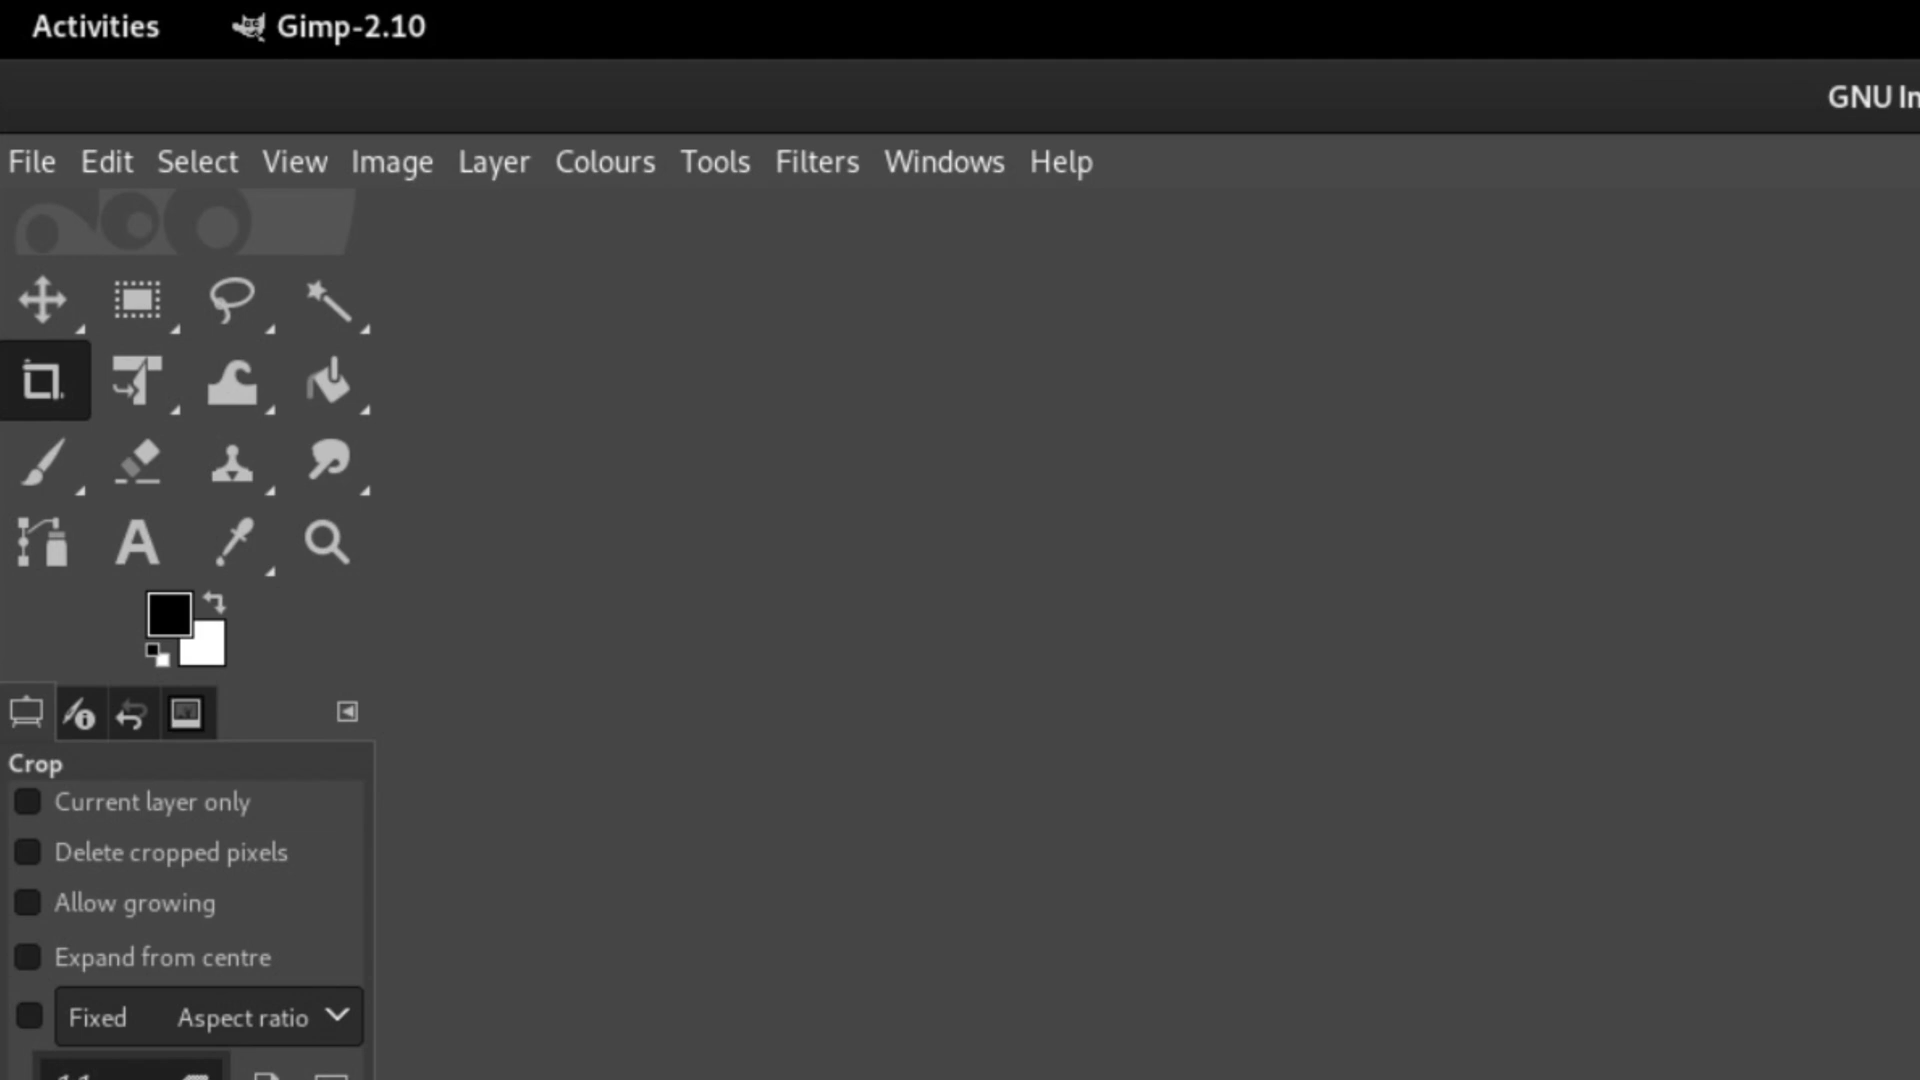 Activities Gimp-2.10
GNU
File Edit Select View Image Layer Colours Tools Filters Windows Help
Crop
Current layer only
Delete cropped pixels
Allow growing
Expand from centre
Fixed Aspect ratio